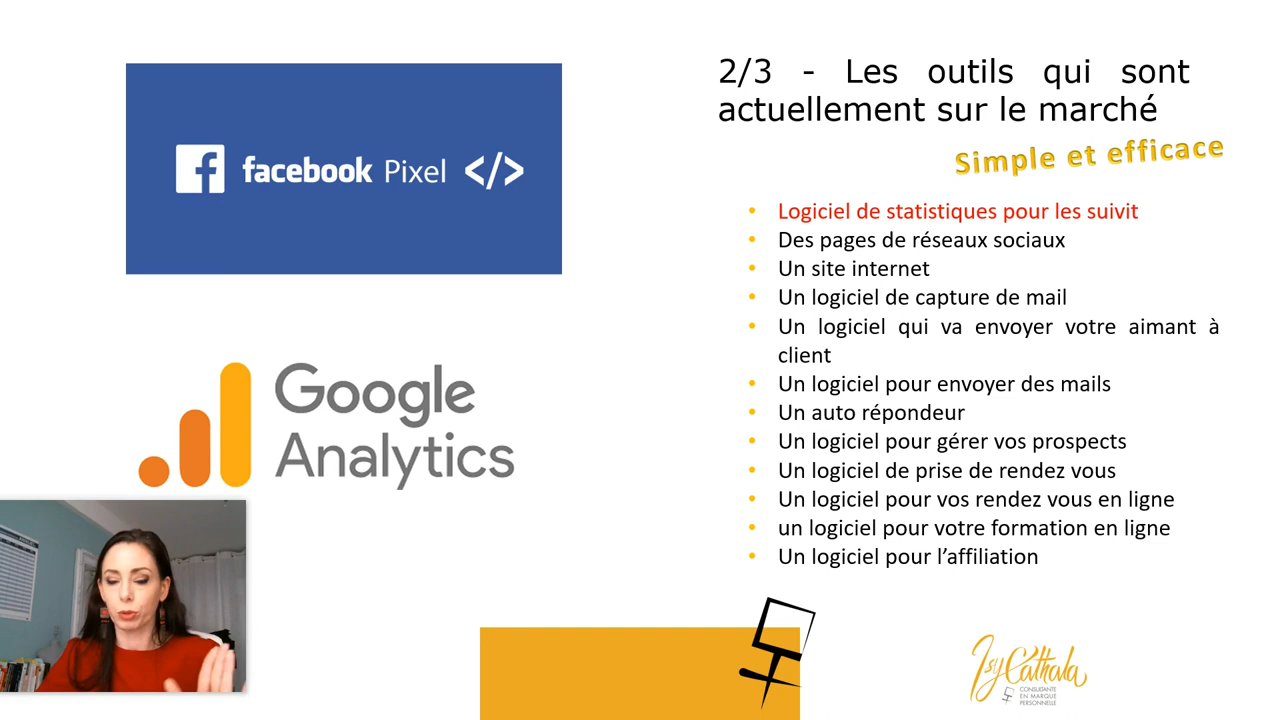 facebook Pixel </>
Google
Analytics
2/3 - Les outils qui sont
actuellement sur le marché
Simple et efficace
• Logiciel de statistiques pour les suivit
• Des pages de réseaux sociaux
• Un site internet
• Un logiciel de capture de mail
• Un logiciel qui va envoyer votre aimant à
client
• Un logiciel pour envoyer des mails
• Un auto répondeur
• Un logiciel pour gérer vos prospects
• Un logiciel de prise de rendez vous
• Un logiciel pour vos rendez vous en ligne
• un logiciel pour votre formation en ligne
• Un logiciel pour l’affiliation
Isy Cathala
CONSULTANTE
EN MARQUE
PERSONNELLE